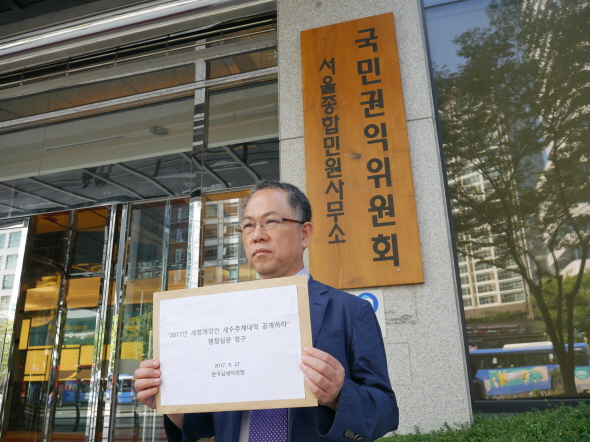 국민권익위원회
서울종합민원사무소
"2017년 세법개정안 세수추계내역 공개하라"
행정심판 청구
2017. 9. 27.
한국납세자연맹